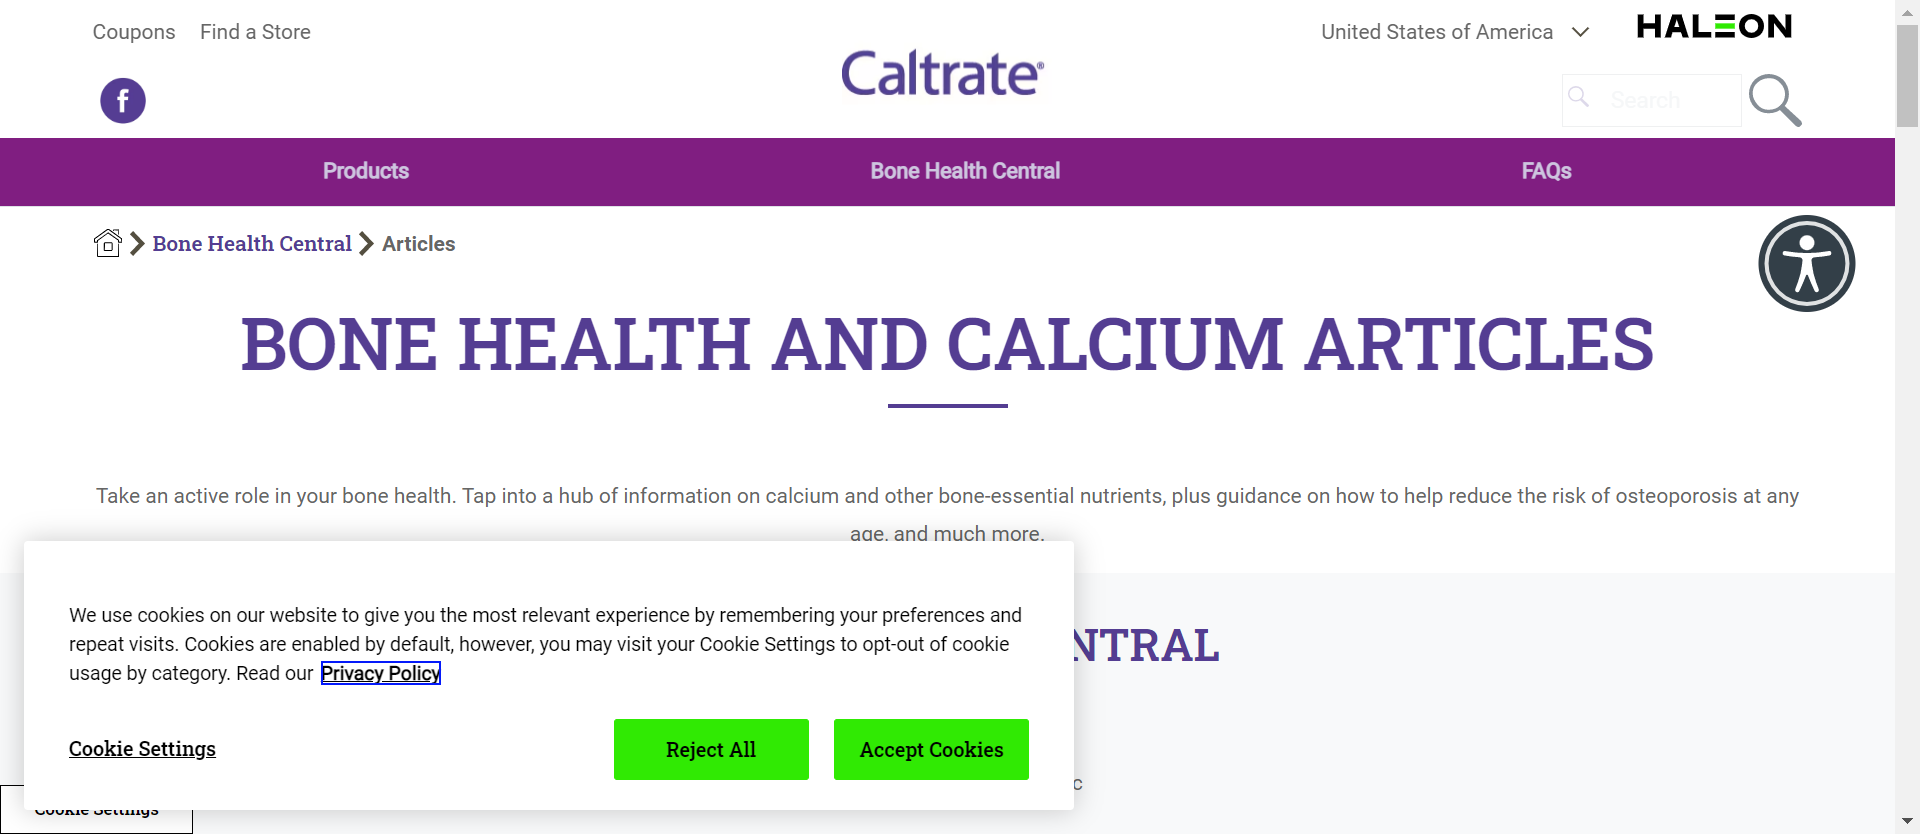 Coupons Find a Store
United States of America
HALEON
Caltrate®
f
Search
Products Bone Health Central FAQs
Bone Health Central Articles
BONE HEALTH AND CALCIUM ARTICLES
Take an active role in your bone health. Tap into a hub of information on calcium and other bone-essential nutrients, plus guidance on how to help reduce the risk of osteoporosis at any
age, and much more.
NTRAL
We use cookies on our website to give you the most relevant experience by remembering your preferences and
repeat visits. Cookies are enabled by default, however, you may visit your Cookie Settings to opt-out of cookie
usage by category. Read our Privacy Policy
Cookie Settings Reject All Accept Cookies
c
Cookie Settings